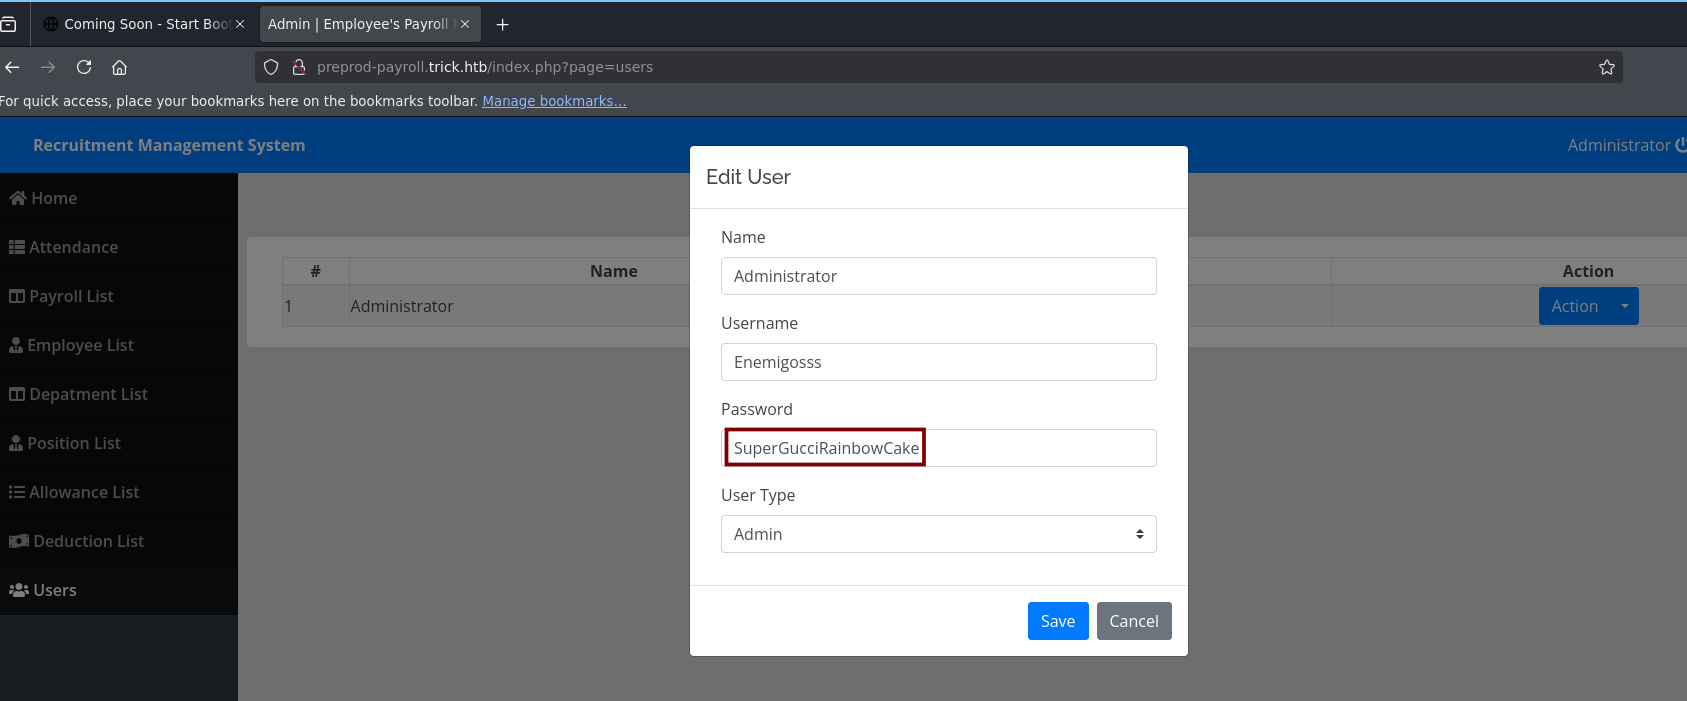 Coming Soon - Start Boo
Admin | Employee's Payroll
preprod-payroll.trick.htb/index.php?page=users
For quick access, place your bookmarks here on the bookmarks toolbar. Manage bookmarks...
Recruitment Management System
Administrator
Home
Attendance
Payroll List
Employee List
Depatment List
Position List
Allowance List
Deduction List
Users
# Name Action
1 Administrator Action
Edit User
Name
Administrator
Username
Enemigosss
Password
SuperGucciRainbowCake
User Type
Admin
Save Cancel